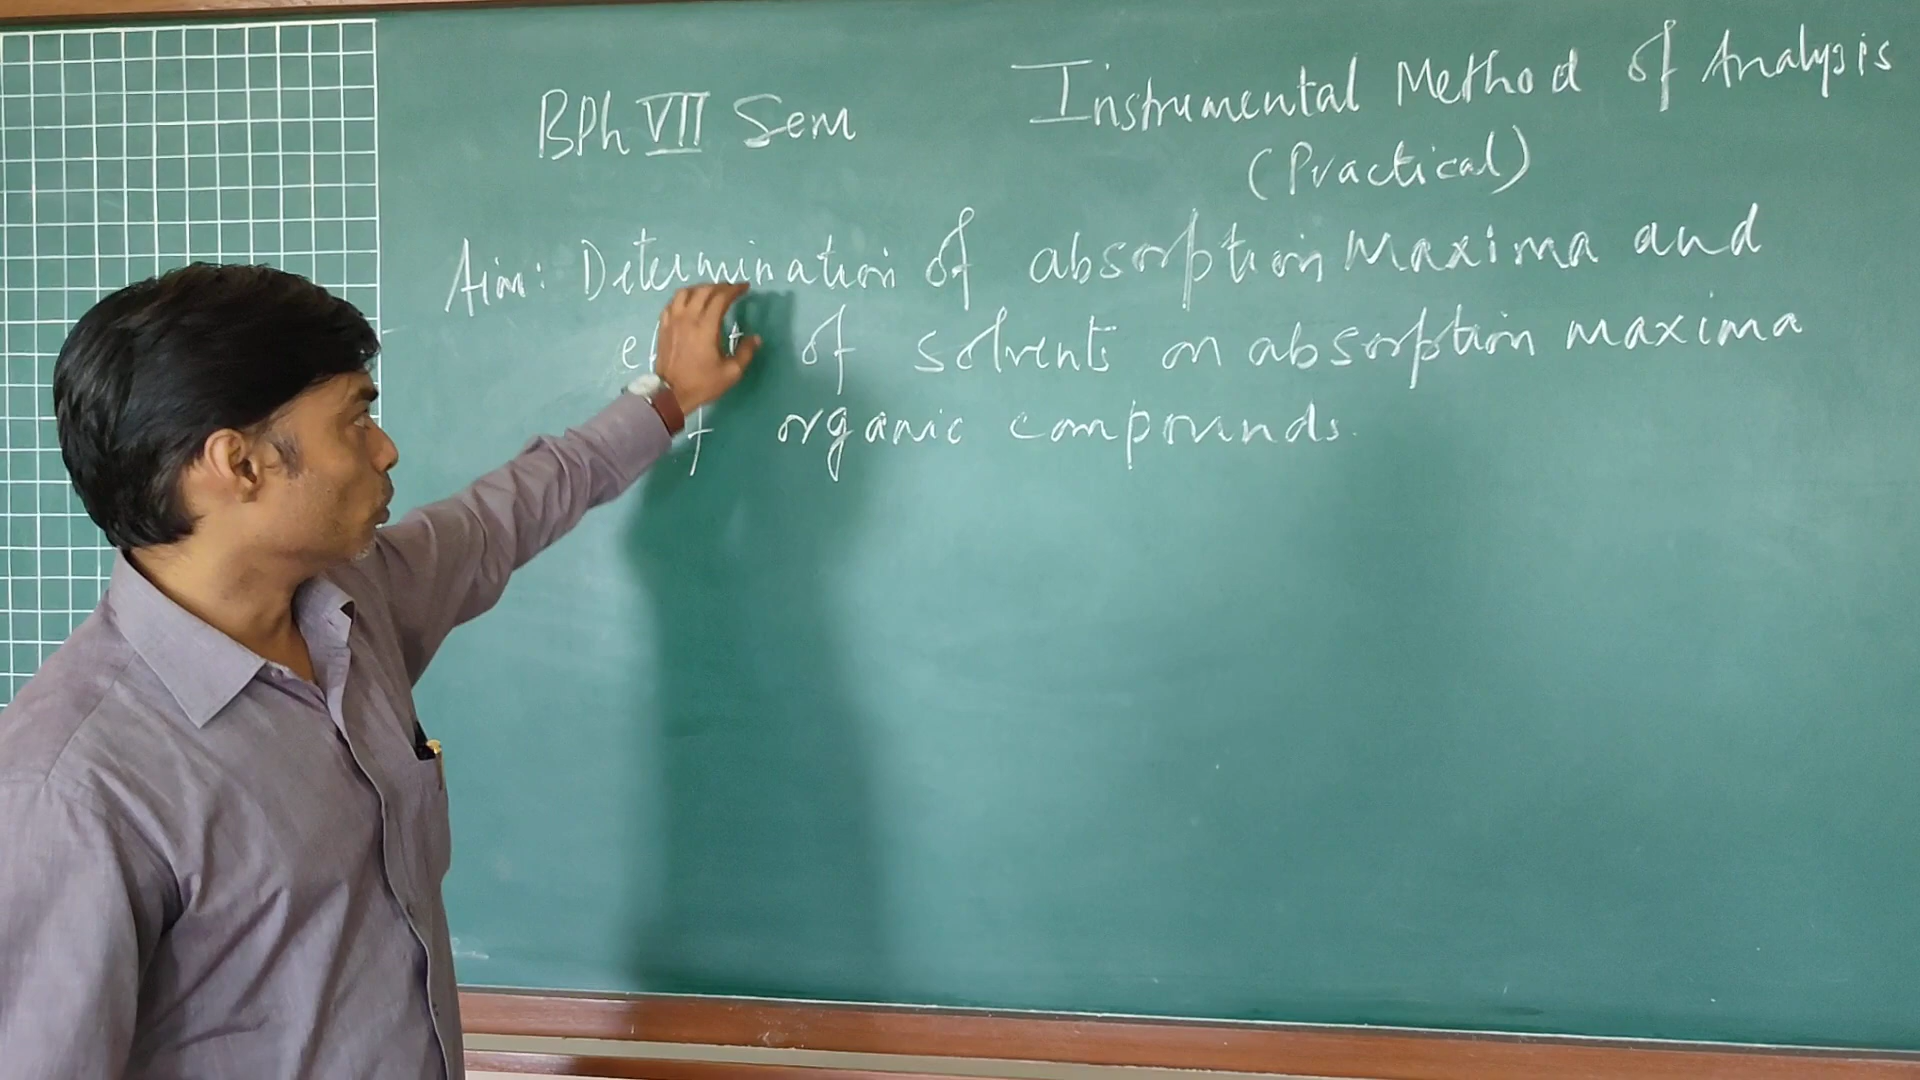 BPh VII Sem
Instrumental Method of Analysis
(Practical)
Aim: Determination of absorption maxima and
of solvents on absorption maxima
organic compounds.